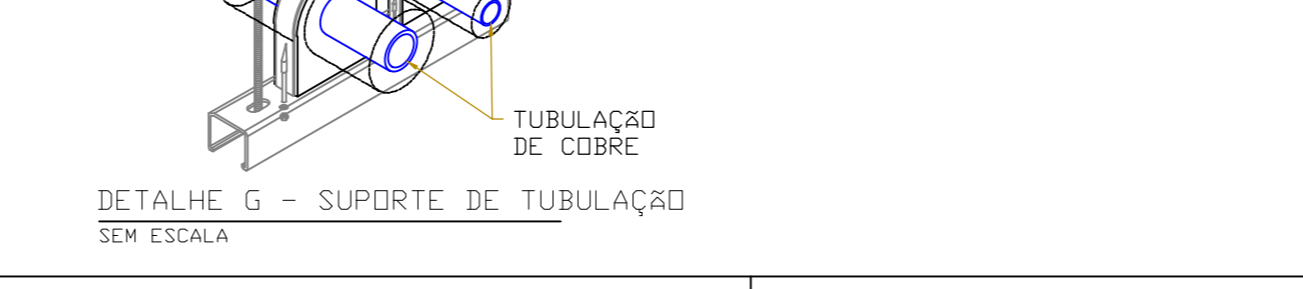 TUBULAÇÃO
DE COBRE
DETALHE G - SUPORTE DE TUBULAÇÃO
SEM ESCALA